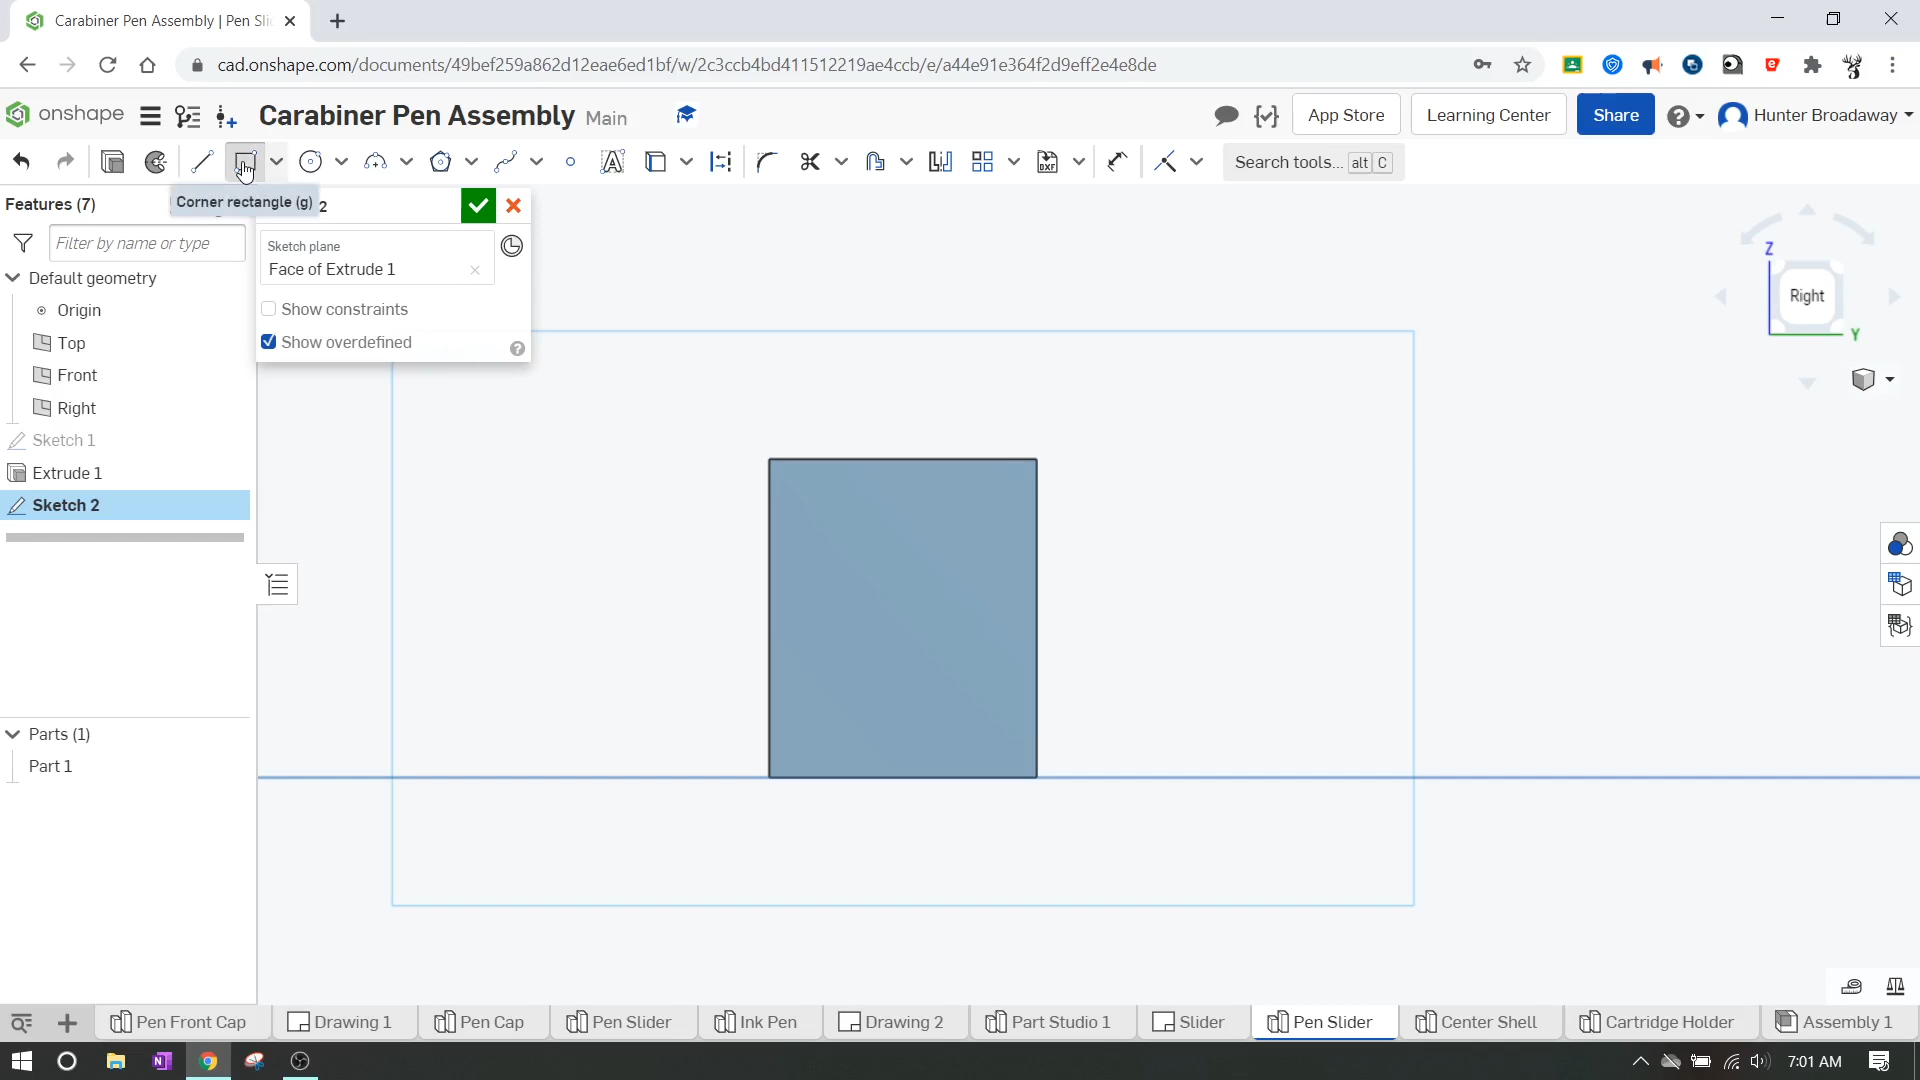 Carabiner Pen Assembly | Pen Sli
cad.onshape.com/documents/49bef259a862d12eae6ed1bf/w/2c3ccb4bd411512219ae4ccb/e/a44e91e364f2d9eff2e4e8de
onshape
Carabiner Pen Assembly Main
App Store
Learning Center
Share
Hunter Broadaway
Search tools... alt C
Features (7)
Corner rectangle (g)
2
Filter by name or type
Sketch plane
Face of Extrude 1
Show constraints
Show overdefined
Default geometry
Origin
Top
Front
Right
Sketch 1
Extrude 1
Sketch 2
Z
Right
Y
Parts (1)
Part 1
Pen Front Cap
Drawing 1
Pen Cap
Pen Slider
Ink Pen
Drawing 2
Part Studio 1
Slider
Pen Slider
Center Shell
Cartridge Holder
Assembly 1
7:01 AM